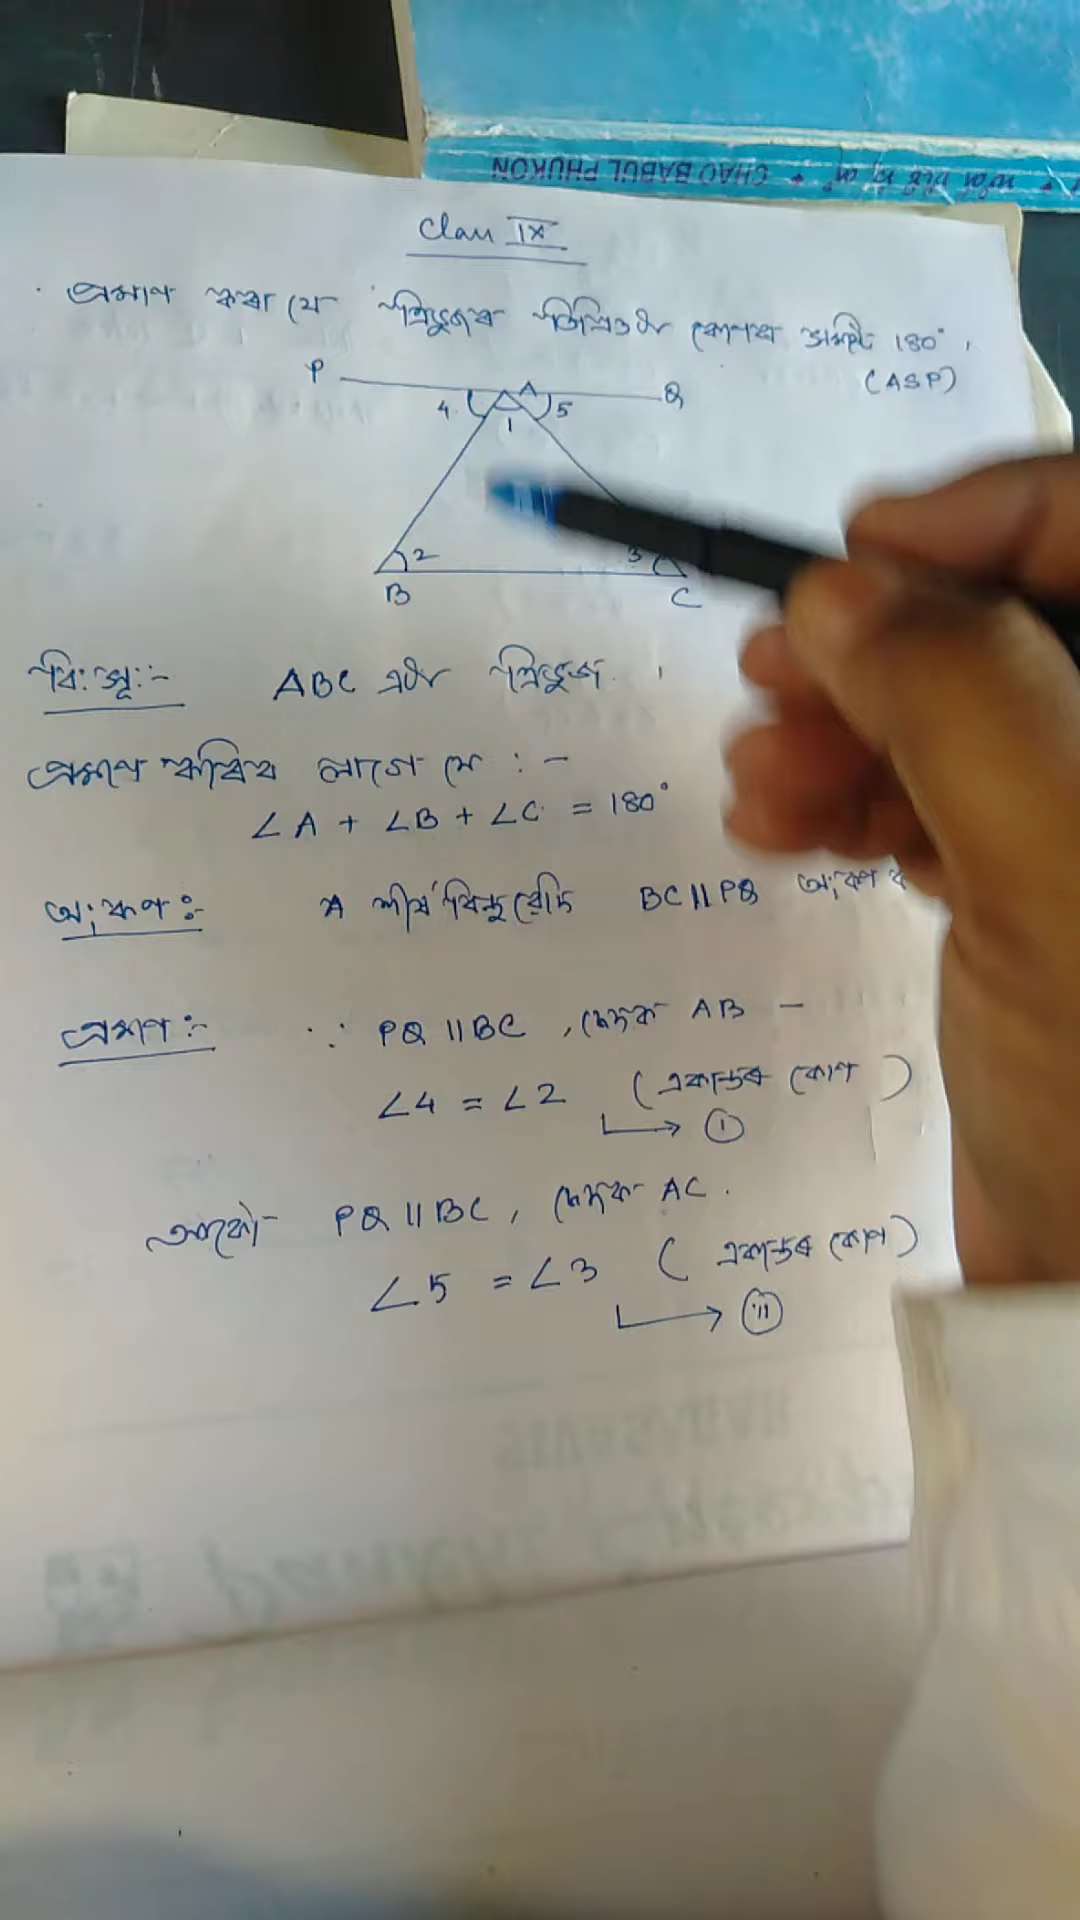 CHAO BABUL PHUKON
Class IX
প্ৰমাণ কৰা যে ত্ৰিভুজৰ তিনিওটা কোণৰ সমষ্টি 180°,
(ASP)
P A Q
4 1 5
2 3
B C
বি: সূ: :- ABC এটা ত্ৰিভুজ ।
প্ৰমাণ কৰিব লাগে যে : -
∠A + ∠B + ∠C = 180°
অংকণ :- A শীৰ্ষ বিন্দুৰে BC || PQ অংকণ
প্ৰমাণ :- ∵ PQ || BC , ছেদক AB -
∠4 = ∠2 (একান্তৰ কোণ)
→ (i)
আকৌ PQ || BC, ছেদক AC.
∠5 = ∠3 (একান্তৰ কোণ)
→ (ii)